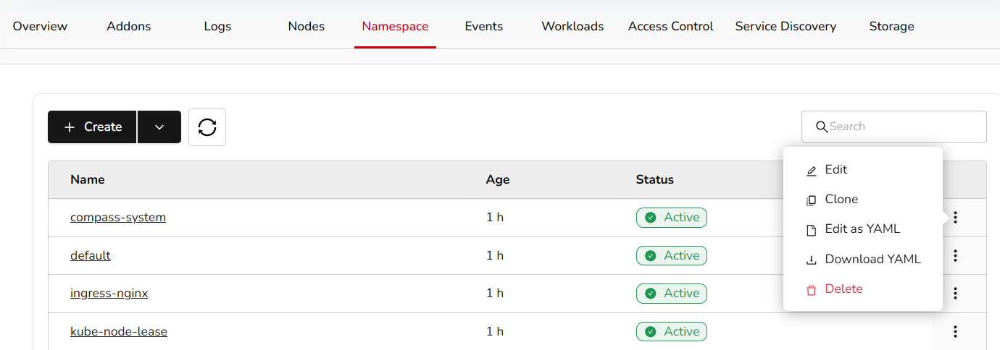 Overview Addons Logs Nodes Namespace Events Workloads Access Control Service Discovery Storage
Create Search
Name Age Status
Edit
Clone
compass-system 1 h Active
Edit as YAML
default 1 h Active
Download YAML
Delete
ingress-nginx 1 h Active
kube-node-lease 1 h Active